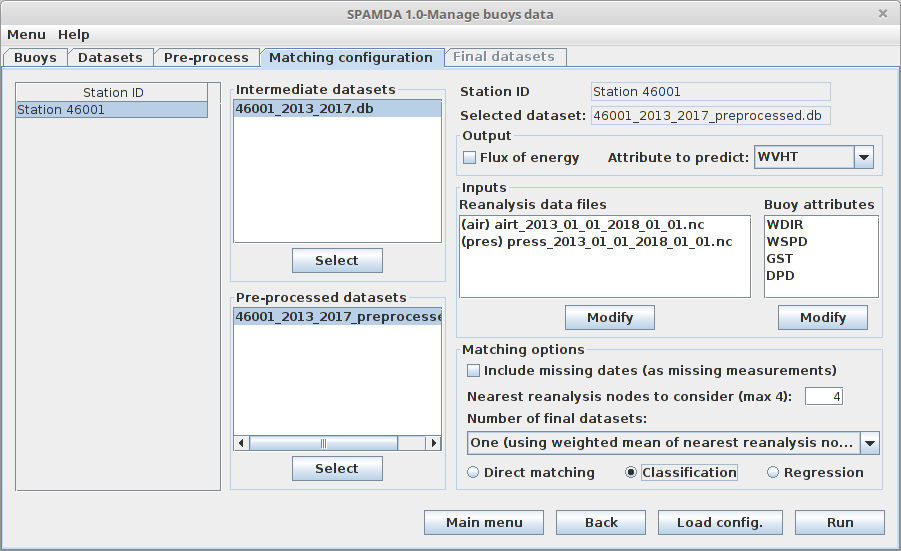 SPAMDA 1.0-Manage buoys data
Menu Help
Buoys Datasets Pre-process Matching configuration Final datasets
Station ID
Station 46001
Intermediate datasets
46001_2013_2017.db
Select
Pre-processed datasets
46001_2013_2017_preprocesse
Select
Station ID Station 46001
Selected dataset: 46001_2013_2017_preprocessed.db
Output
Flux of energy Attribute to predict: WVHT
Inputs
Reanalysis data files
(air) airt_2013_01_01_2018_01_01.nc
(pres) press_2013_01_01_2018_01_01.nc
Modify
Buoy attributes
WDIR
WSPD
GST
DPD
Modify
Matching options
Include missing dates (as missing measurements)
Nearest reanalysis nodes to consider (max 4): 4
Number of final datasets:
One (using weighted mean of nearest reanalysis no...
Direct matching Classification Regression
Main menu Back Load config. Run